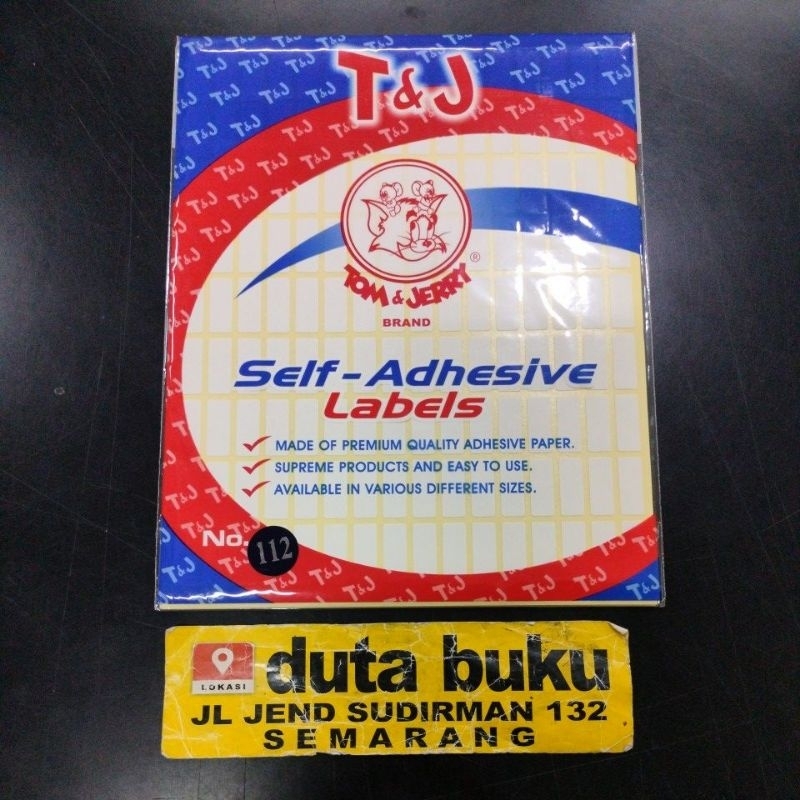 T&J
TOM & JERRY ®
BRAND
Self-Adhesive
Labels
MADE OF PREMIUM QUALITY ADHESIVE PAPER.
SUPREME PRODUCTS AND EASY TO USE.
AVAILABLE IN VARIOUS DIFFERENT SIZES.
No. 112
LOKASI
duta buku
JL JEND SUDIRMAN 132
SEMARANG